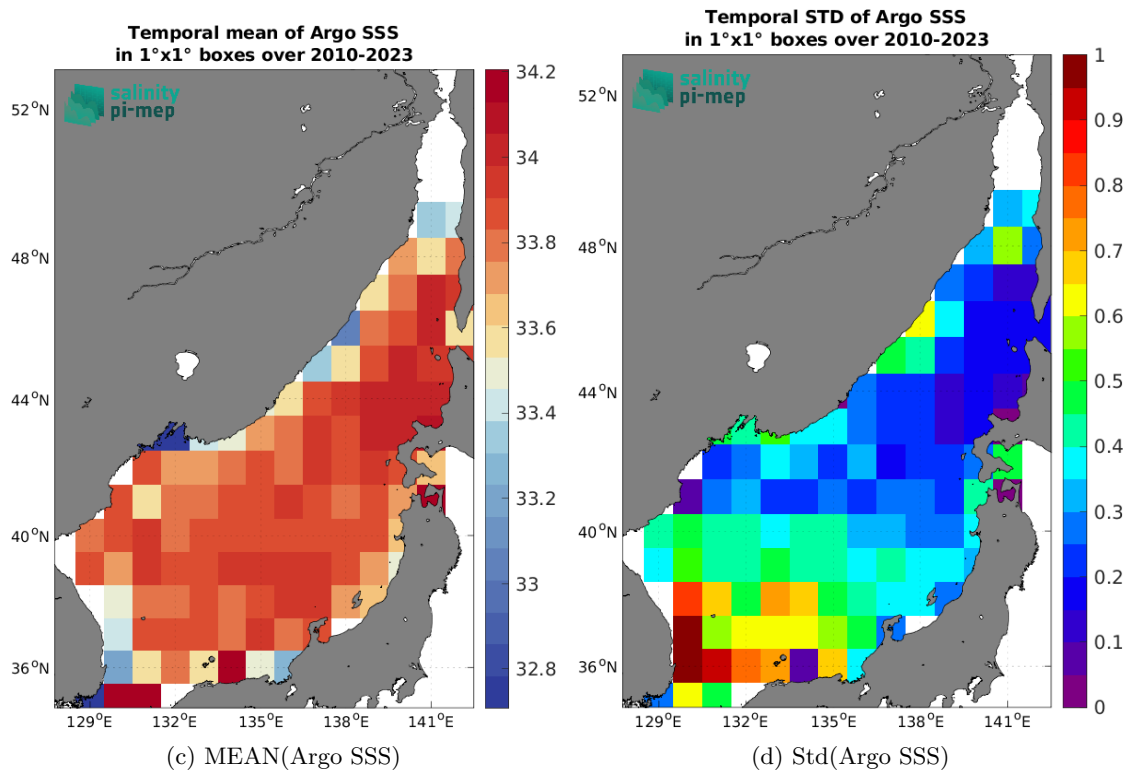 Temporal mean of Argo SSS
in 1°x1° boxes over 2010-2023
salinity
pi-mep
52°N
48°N
44°N
40°N
36°N
129°E
132°E
135°E
138°E
141°E
34.2
34
33.8
33.6
33.4
33.2
33
32.8
(c) MEAN(Argo SSS)
Temporal STD of Argo SSS
in 1°x1° boxes over 2010-2023
salinity
pi-mep
52°N
48°N
44°N
40°N
36°N
129°E
132°E
135°E
138°E
141°E
1
0.9
0.8
0.7
0.6
0.5
0.4
0.3
0.2
0.1
0
(d) Std(Argo SSS)